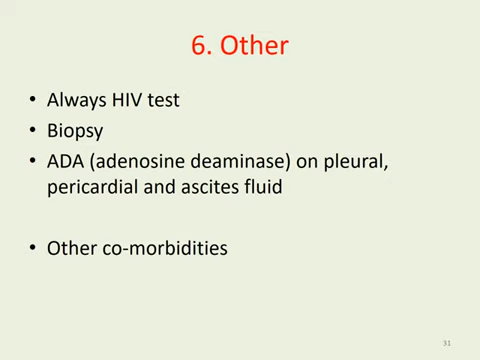 6. Other
• Always HIV test
• Biopsy
• ADA (adenosine deaminase) on pleural,
pericardial and ascites fluid
• Other co-morbidities
31